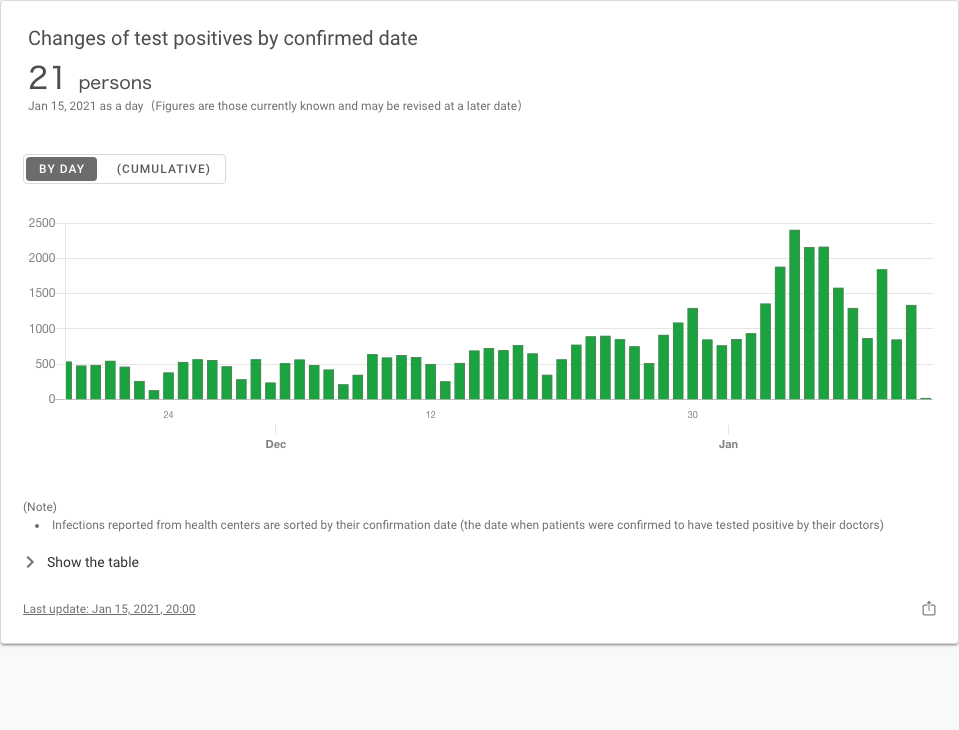 Changes of test positives by confirmed date
21 persons
Jan 15, 2021 as a day（Figures are those currently known and may be revised at a later date）
BY DAY
(CUMULATIVE)
2500
2000
1500
1000
500
0
24
12
30
Dec
Jan
(Note)
• Infections reported from health centers are sorted by their confirmation date (the date when patients were confirmed to have tested positive by their doctors)
Show the table
Last update: Jan 15, 2021, 20:00